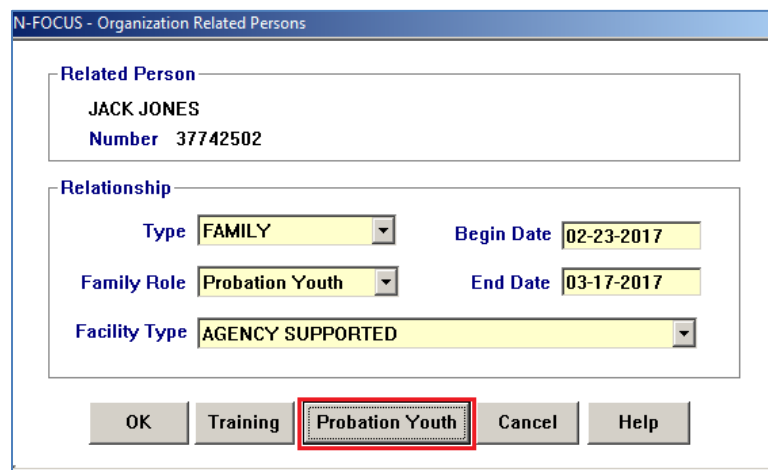 N-FOCUS - Organization Related Persons
Related Person
JACK JONES
Number 37742502
Relationship
Type FAMILY Begin Date 02-23-2017
Family Role Probation Youth End Date 03-17-2017
Facility Type AGENCY SUPPORTED
OK Training Probation Youth Cancel Help